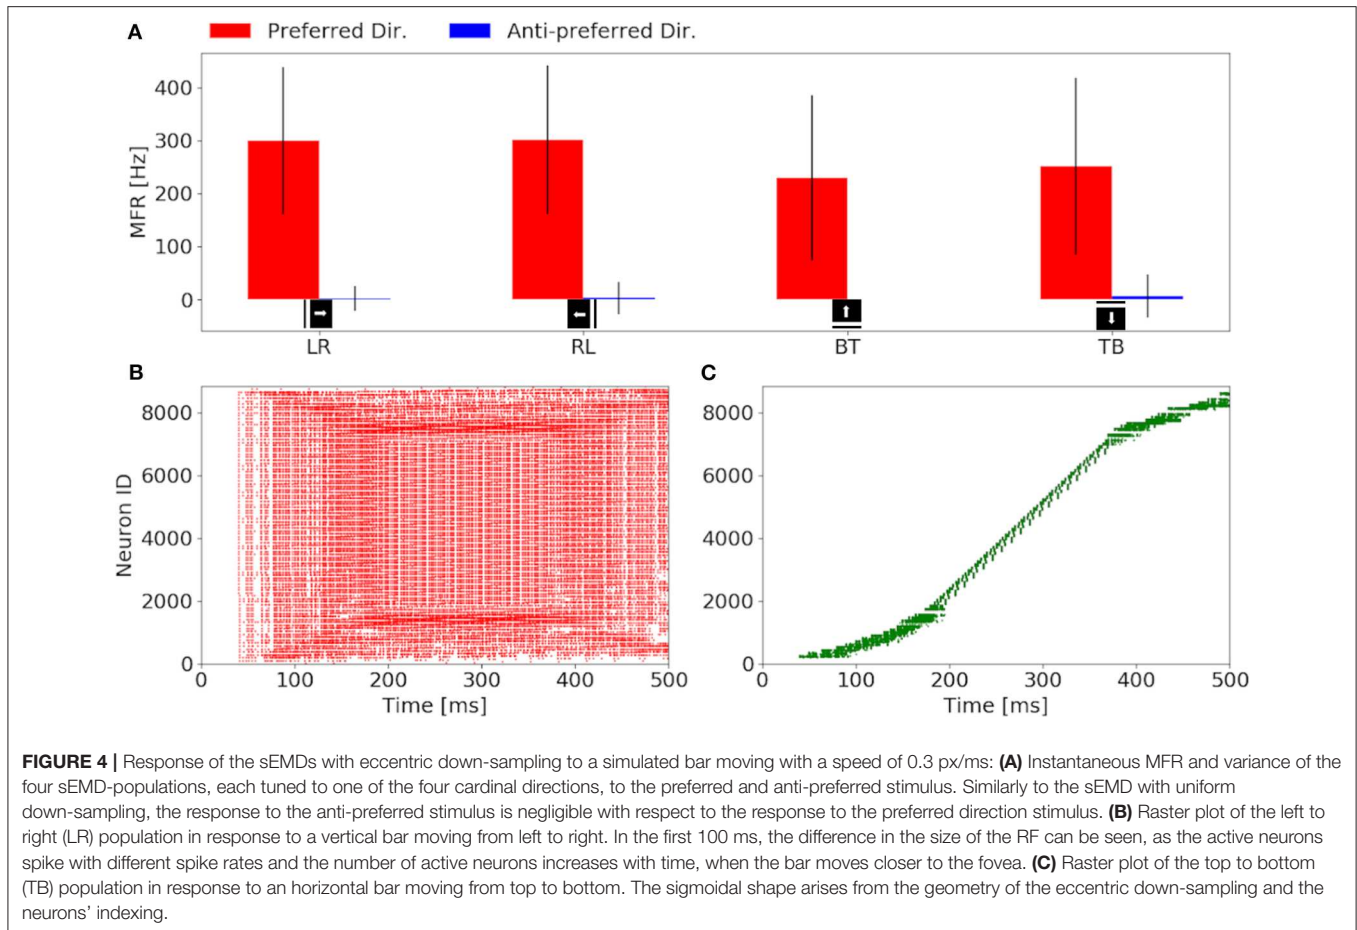 A
Preferred Dir. Anti-preferred Dir.
MFR [Hz]
400
300
200
100
0
LR RL BT TB
B
Neuron ID
8000
6000
4000
2000
0
0 100 200 300 400 500
Time [ms]
C
8000
6000
4000
2000
0
0 100 200 300 400 500
Time [ms]
FIGURE 4 | Response of the sEMDs with eccentric down-sampling to a simulated bar moving with a speed of 0.3 px/ms: (A) Instantaneous MFR and variance of the
four sEMD-populations, each tuned to one of the four cardinal directions, to the preferred and anti-preferred stimulus. Similarly to the sEMD with uniform
down-sampling, the response to the anti-preferred stimulus is negligible with respect to the response to the preferred direction stimulus. (B) Raster plot of the left to
right (LR) population in response to a vertical bar moving from left to right. In the first 100 ms, the difference in the size of the RF can be seen, as the active neurons
spike with different spike rates and the number of active neurons increases with time, when the bar moves closer to the fovea. (C) Raster plot of the top to bottom
(TB) population in response to an horizontal bar moving from top to bottom. The sigmoidal shape arises from the geometry of the eccentric down-sampling and the
neurons' indexing.